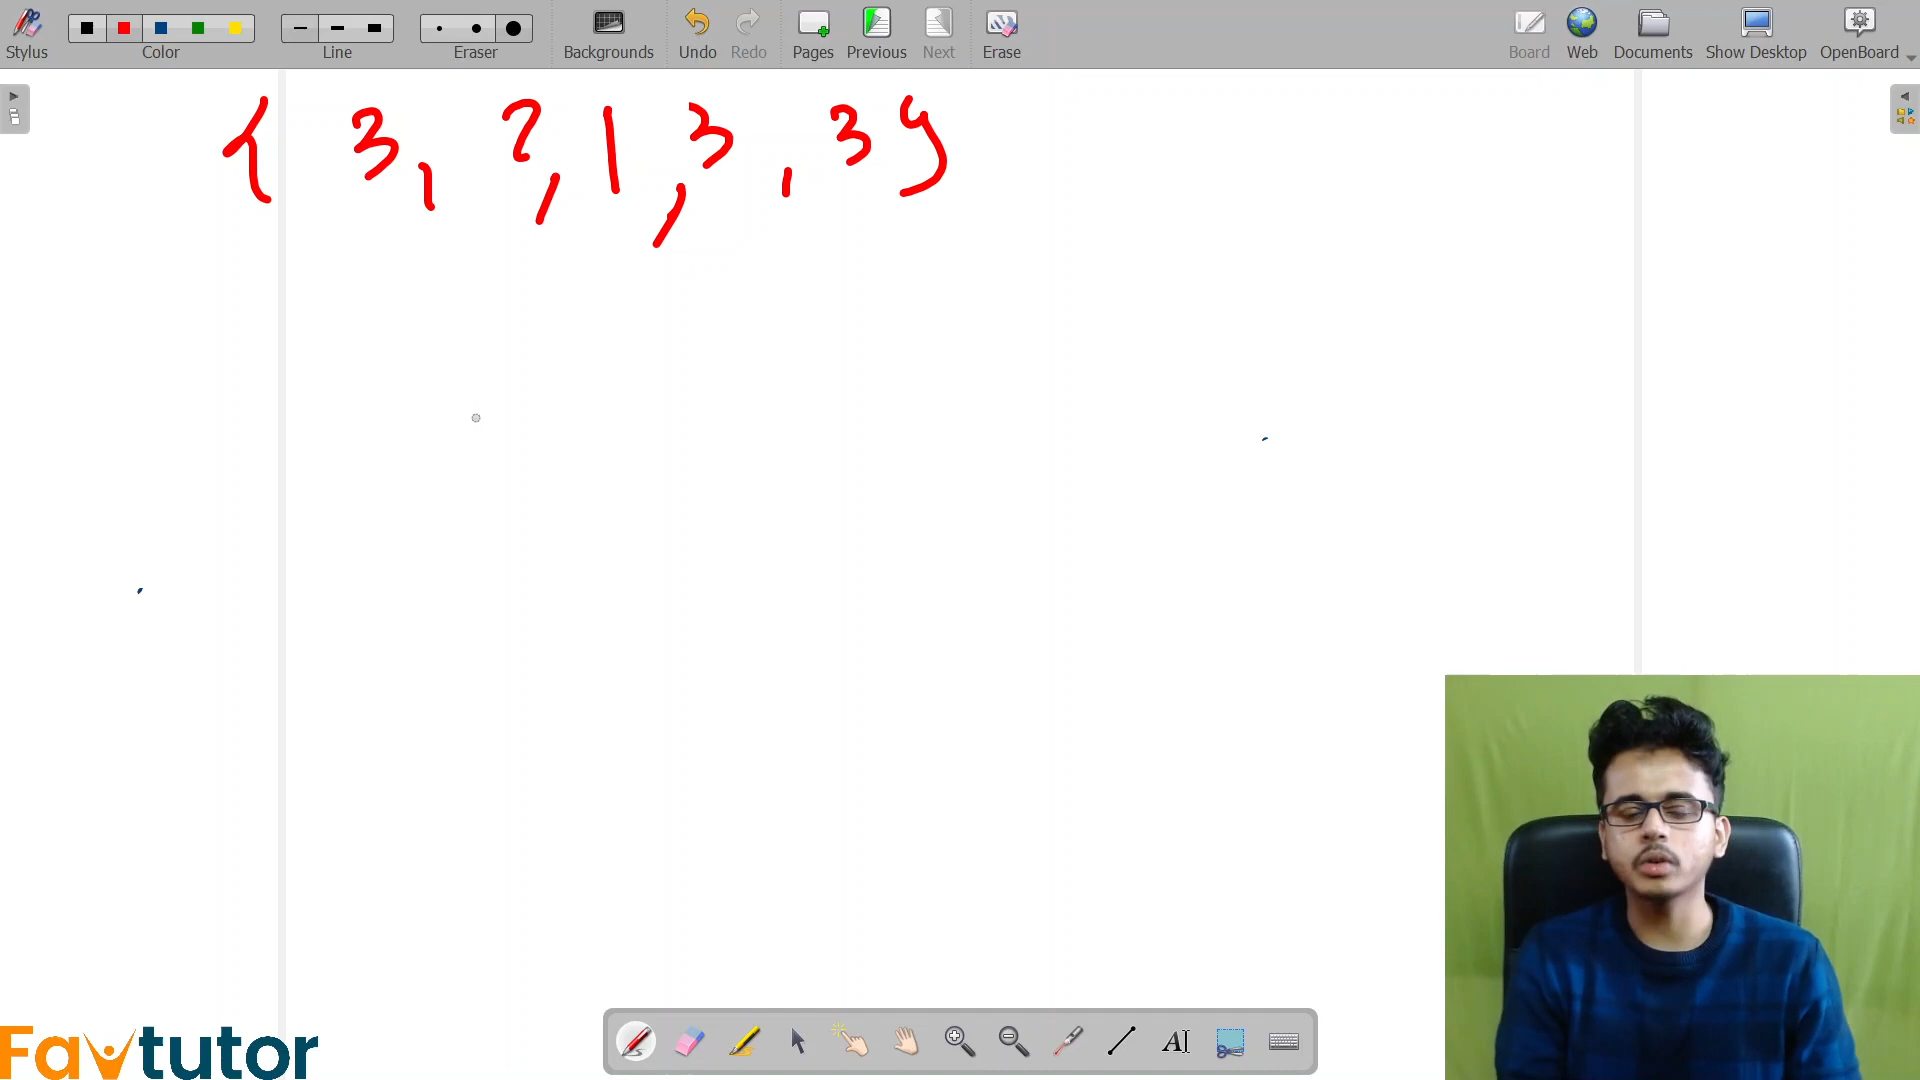 Stylus
Color
Line
Eraser
Backgrounds
Undo
Redo
Pages
Previous
Next
Erase
Board
Web
Documents
Show Desktop
OpenBoard
{ 3, 2, 1, 3, 3 }
Favtutor
AI